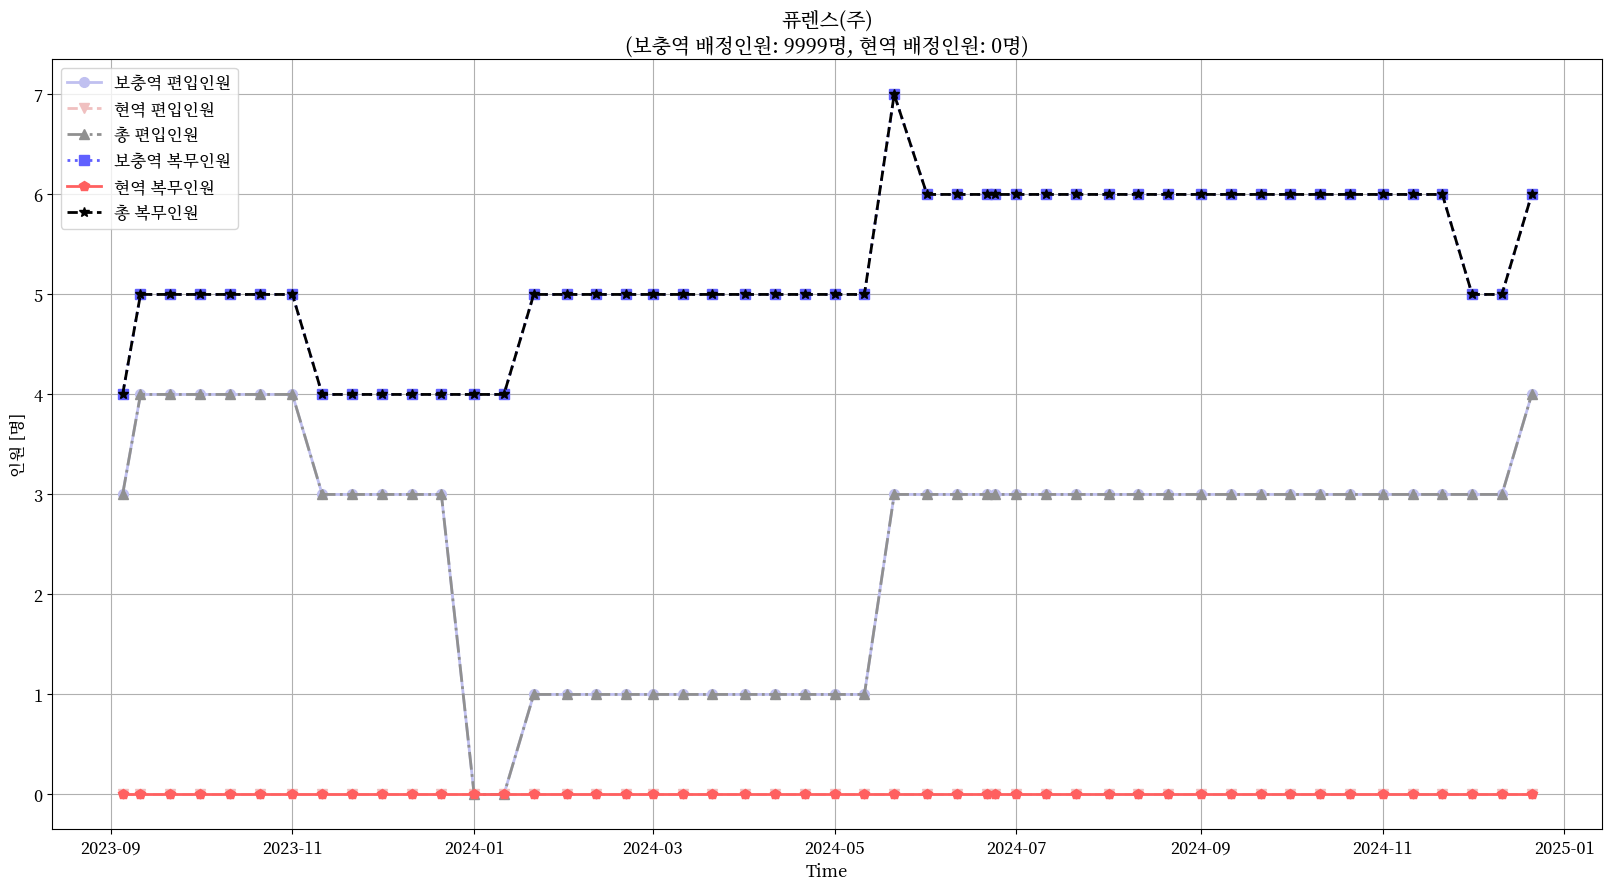 퓨렌스(주)
(보충역 배정인원: 9999명, 현역 배정인원: 0명)
보충역 편입인원
현역 편입인원
총 편입인원
보충역 복무인원
현역 복무인원
총 복무인원
인원 [명]
7
6
5
4
3
2
1
0
2023-09
2023-11
2024-01
2024-03
2024-05
2024-07
2024-09
2024-11
2025-01
Time